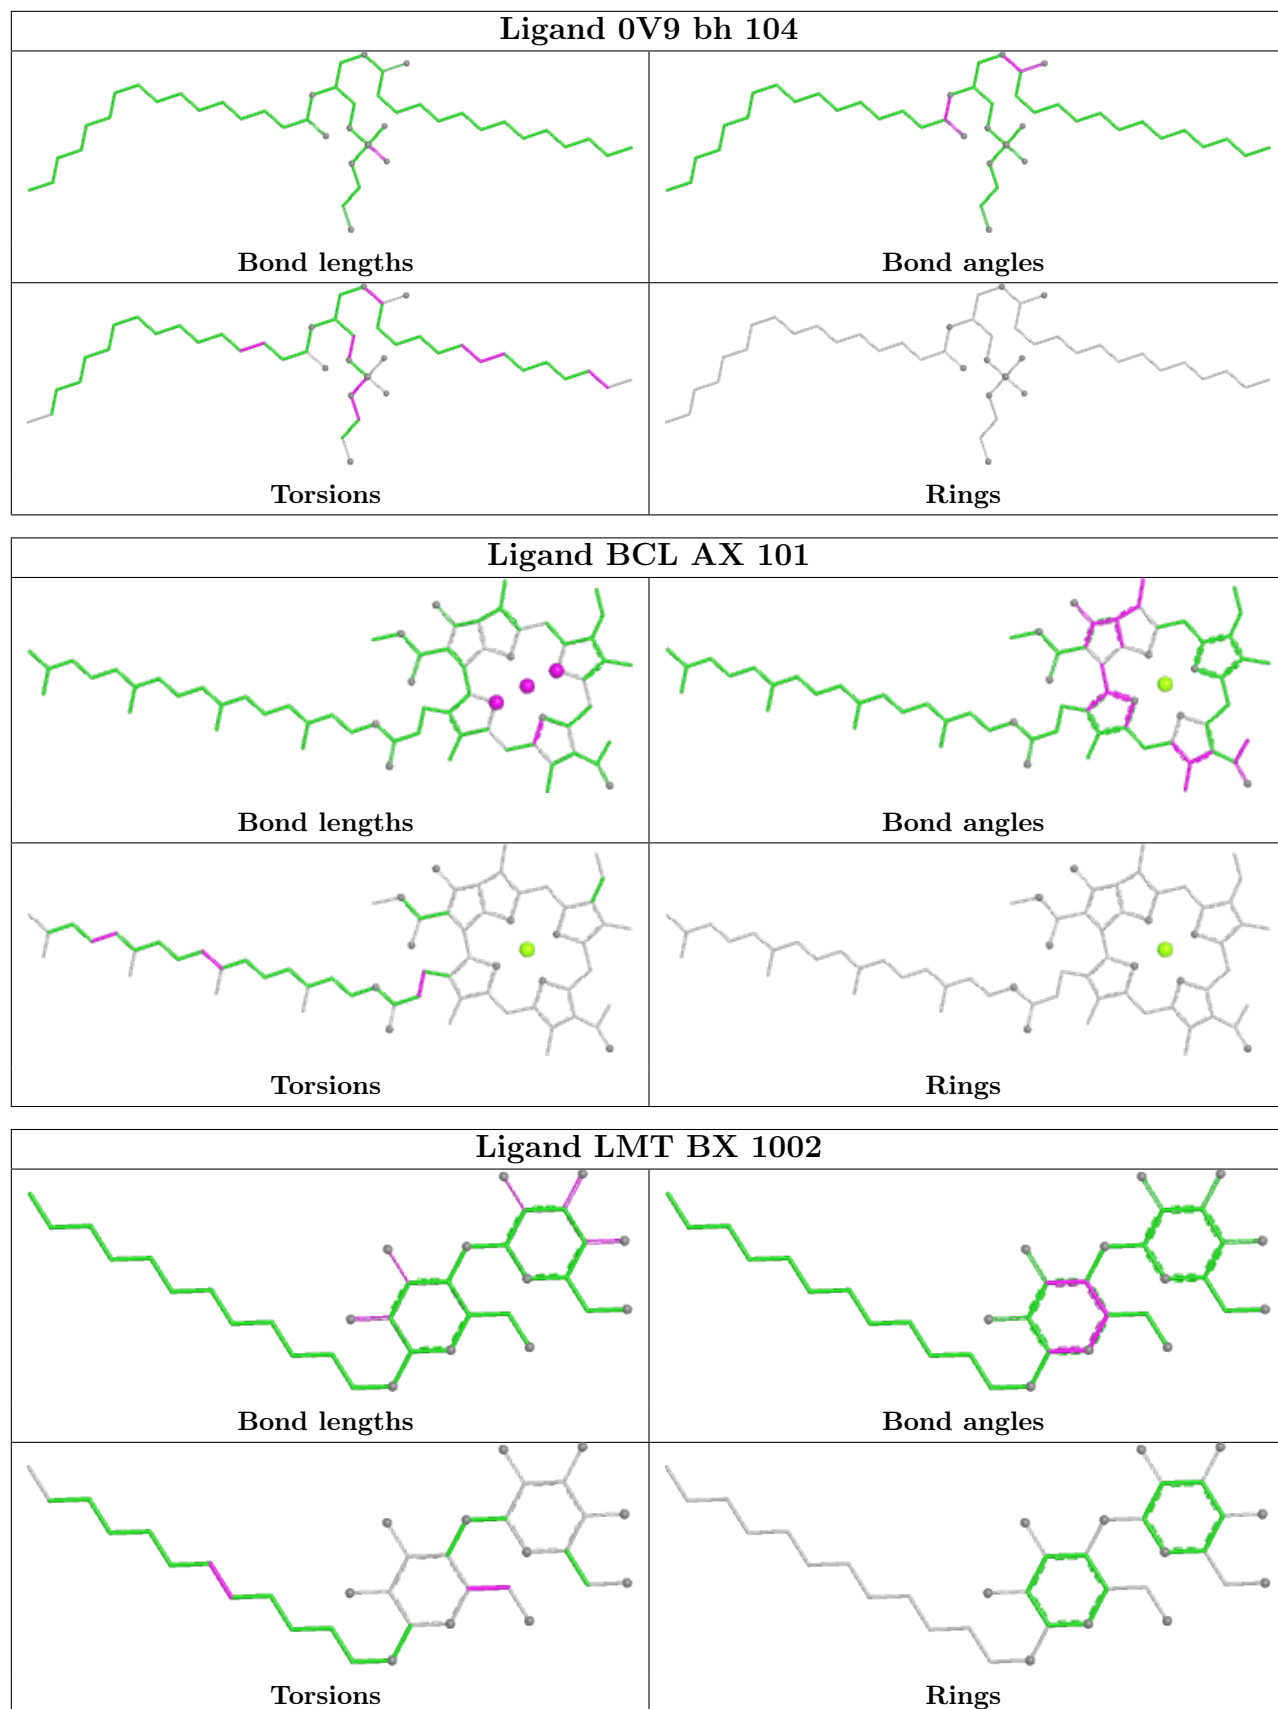 Ligand 0V9 bh 104
Bond lengths
Bond angles
Torsions
Rings
Ligand BCL AX 101
Bond lengths
Bond angles
Torsions
Rings
Ligand LMT BX 1002
Bond lengths
Bond angles
Torsions
Rings